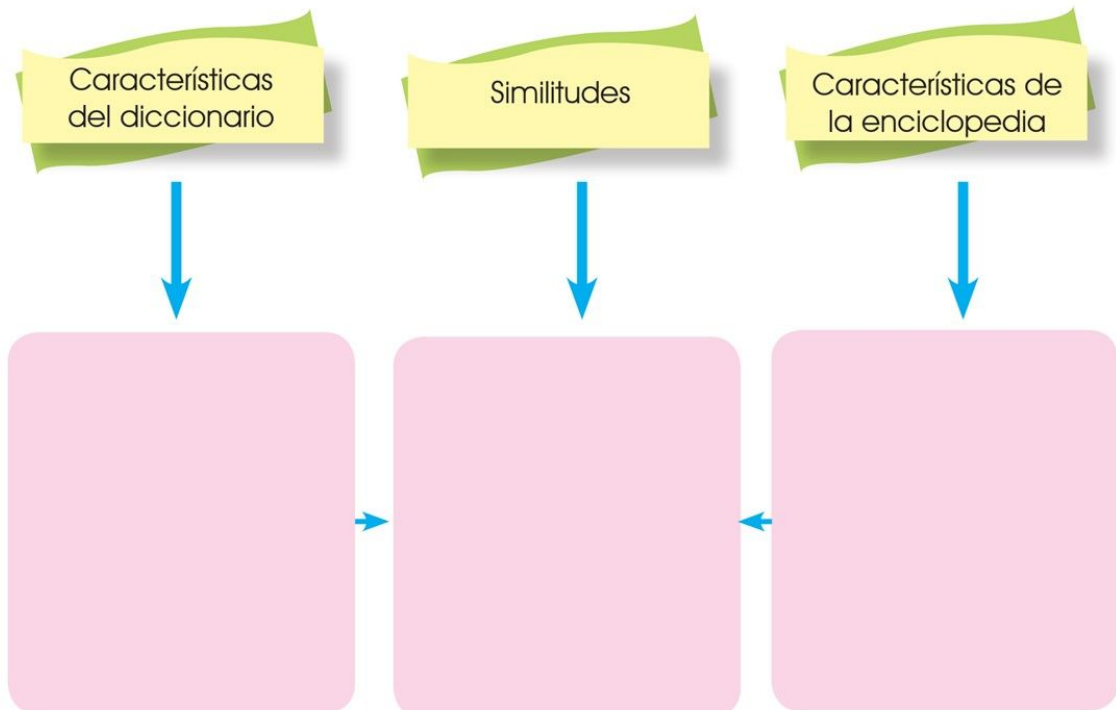 Características
del diccionario
Similitudes
Características de
la enciclopedia